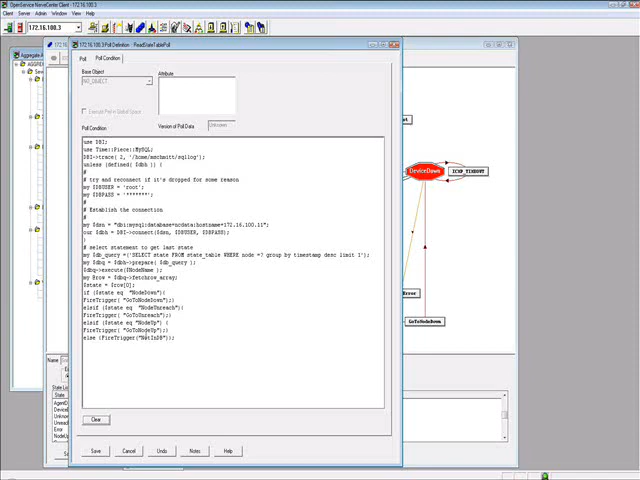 OpenService NerveCenter Client - Window 1
Client Server Admin Window Help
172.16.100.3
172.16.100.3:Poll Definition : ReadStateTablePoll
Poll Poll Condition
Base Object
NO_OBJECT
Attribute
Execute Perl in Global Space
Poll Condition
Version of Poll Data
Unknown
use DBI;
use Time::Piece::MySQL;
DBI->trace( 2, '/home/mschmitt/sqllog');
unless (defined( $dbh )) {
#
# try and reconnect if it's dropped for some reason
my $DBUSER = 'root';
my $DBPASS = '*******';
#
# Establish the connection
#
my $dsn = "dbi:mysql:database=ncdata:hostname=172.16.100.11";
our $dbh = DBI->connect($dsn, $DBUSER, $DBPASS);
}
# select statement to get last state
my $db_query ='(SELECT state FROM state_table WHERE node =? group by timestamp desc limit 1');
my $dbq = $dbh->prepare( $db_query );
$dbq->execute($NodeName );
my $row = $dbq->fetchrow_array;
$state = $row[0];
if ($state eq "NodeDown"){
FireTrigger( "GoToNodeDown");}
elsif ($state eq "NodeUnreach"){
FireTrigger( "GoToUnreach");}
elsif ($state eq "NodeUp") {
FireTrigger( "GoToNodeUp");}
else {FireTrigger("NotInDB");}
Clear
Save Cancel Undo Notes Help
DeviceDown
ICMP_TIMEOUT
Error
GoToNodeDown
Name
State List
State
Error